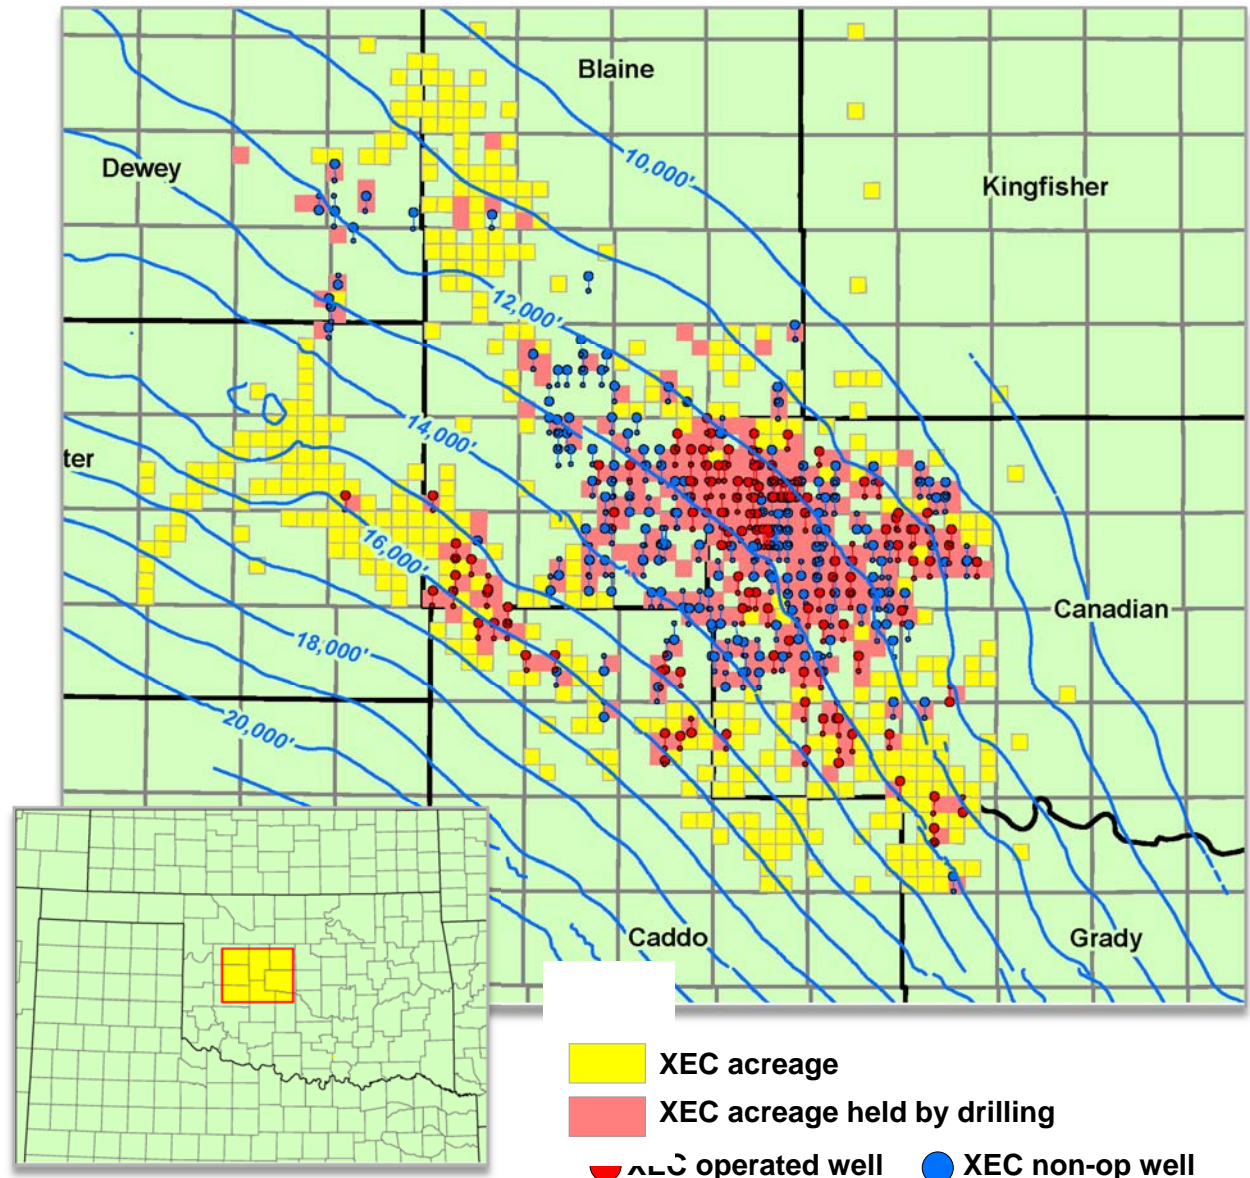 Blaine
10,000'
Dewey
Kingfisher
12,000'
14,000'
ter
16,000'
Canadian
18,000'
20,000'
Caddo
Grady
XEC acreage
XEC acreage held by drilling
XEC operated well
XEC non-op well